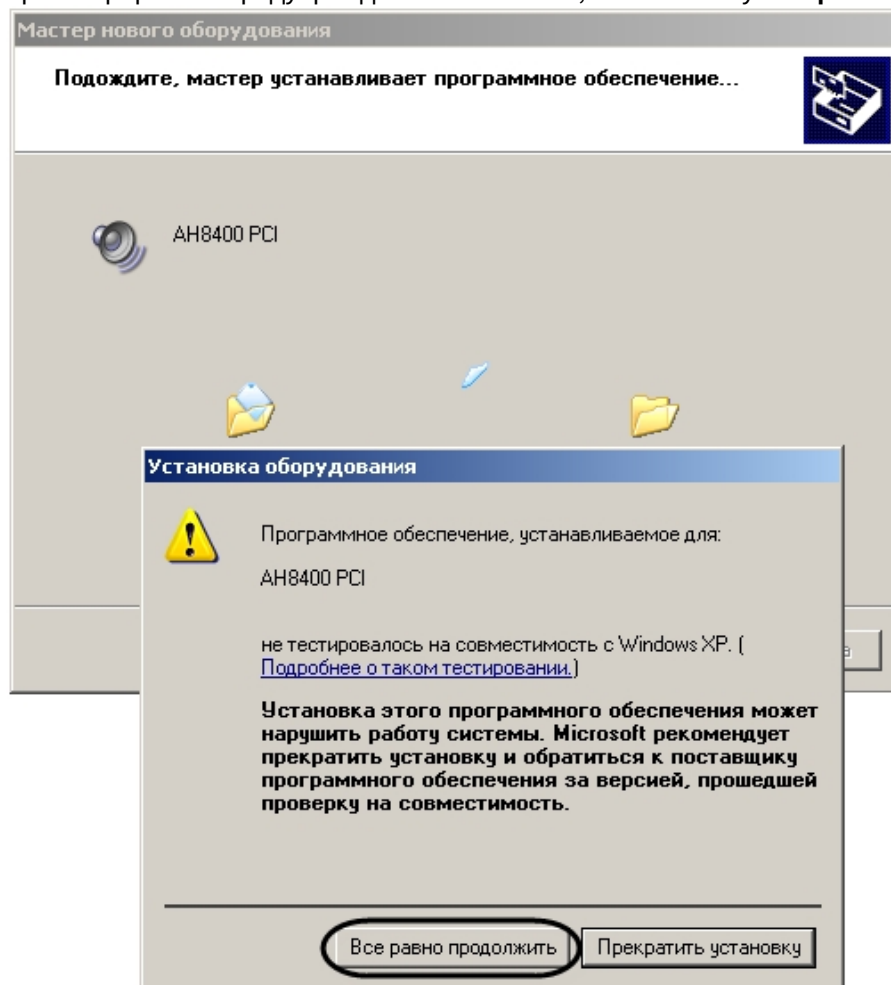 Мастер нового оборудования
Подождите, мастер устанавливает программное обеспечение...
AH8400 PCI
Установка оборудования
Программное обеспечение, устанавливаемое для:
AH8400 PCI
не тестировалось на совместимость с Windows XP. (
Подробнее о таком тестировании.)
Установка этого программного обеспечения может
нарушить работу системы. Microsoft рекомендует
прекратить установку и обратиться к поставщику
программного обеспечения за версией, прошедшей
проверку на совместимость.
Все равно продолжить
Прекратить установку